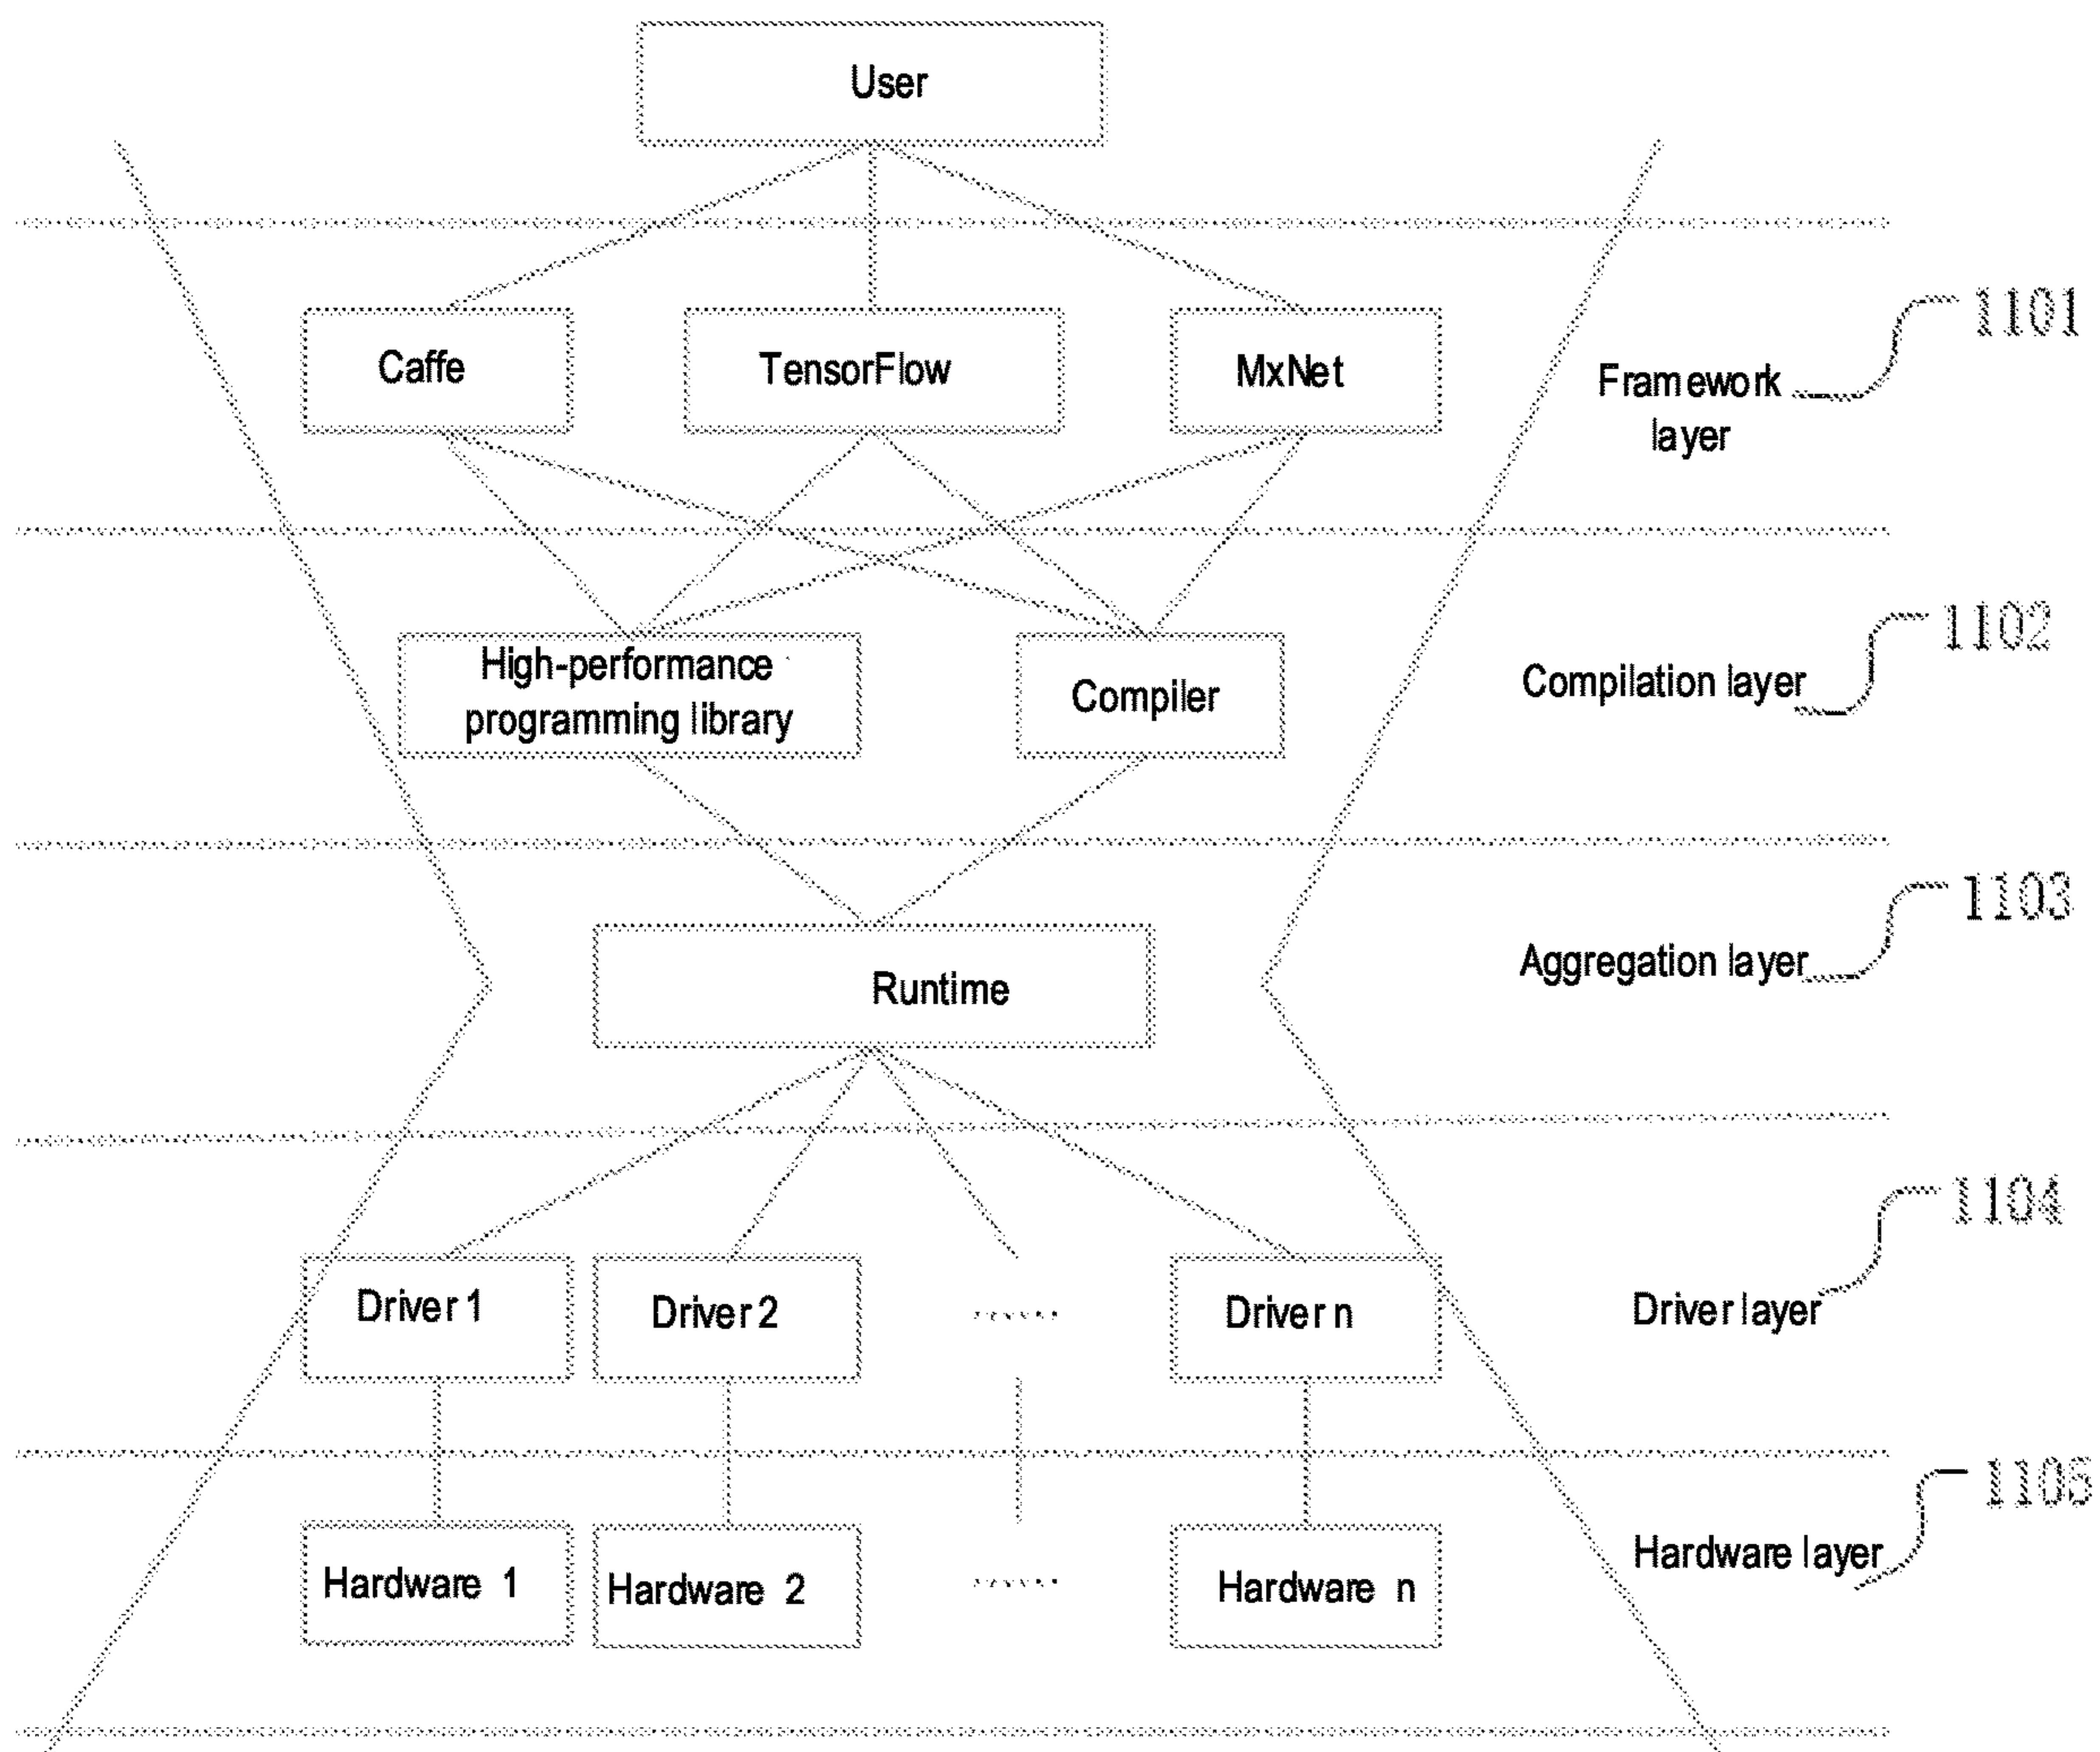 User
1101
Caffe
TensorFlow
MxNet
Framework
layer
1102
High-performance
programming library
Compiler
Compilation layer
1103
Runtime
Aggregation layer
1104
Driver 1
Driver 2
......
Driver n
Driver layer
1105
Hardware 1
Hardware 2
......
Hardware n
Hardware layer